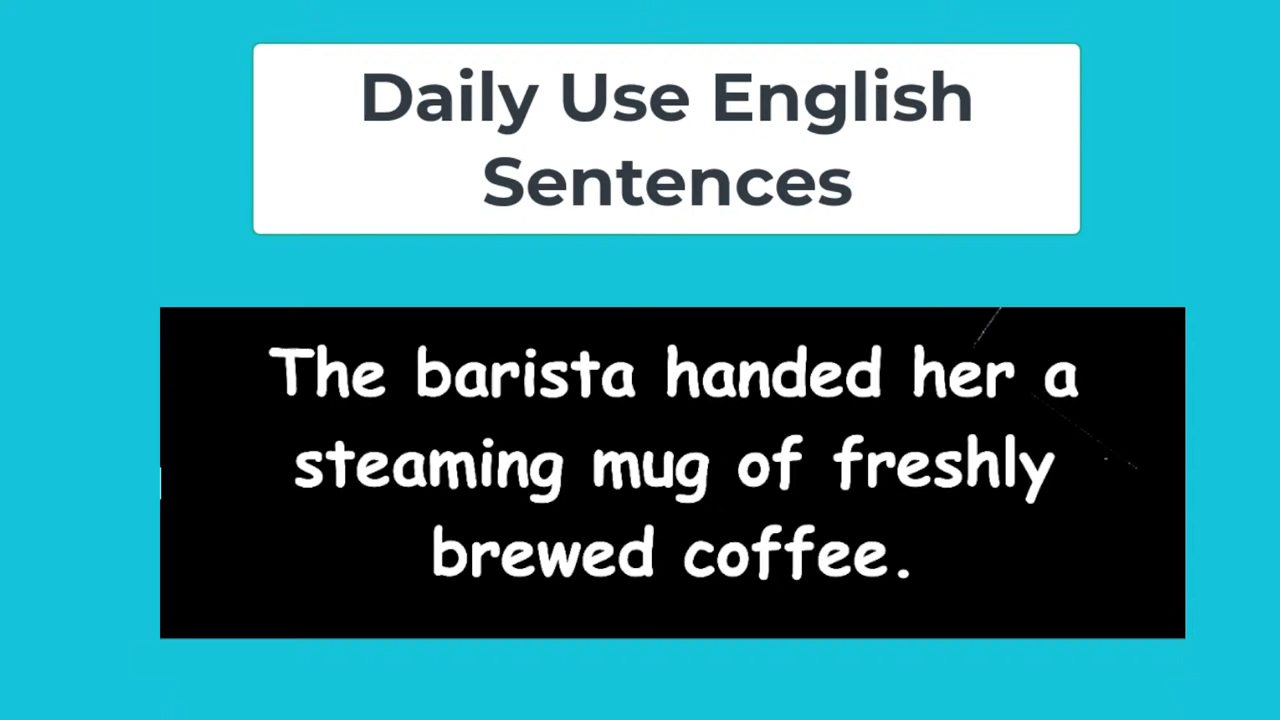 Daily Use English
Sentences
The barista handed her a
steaming mug of freshly
brewed coffee.